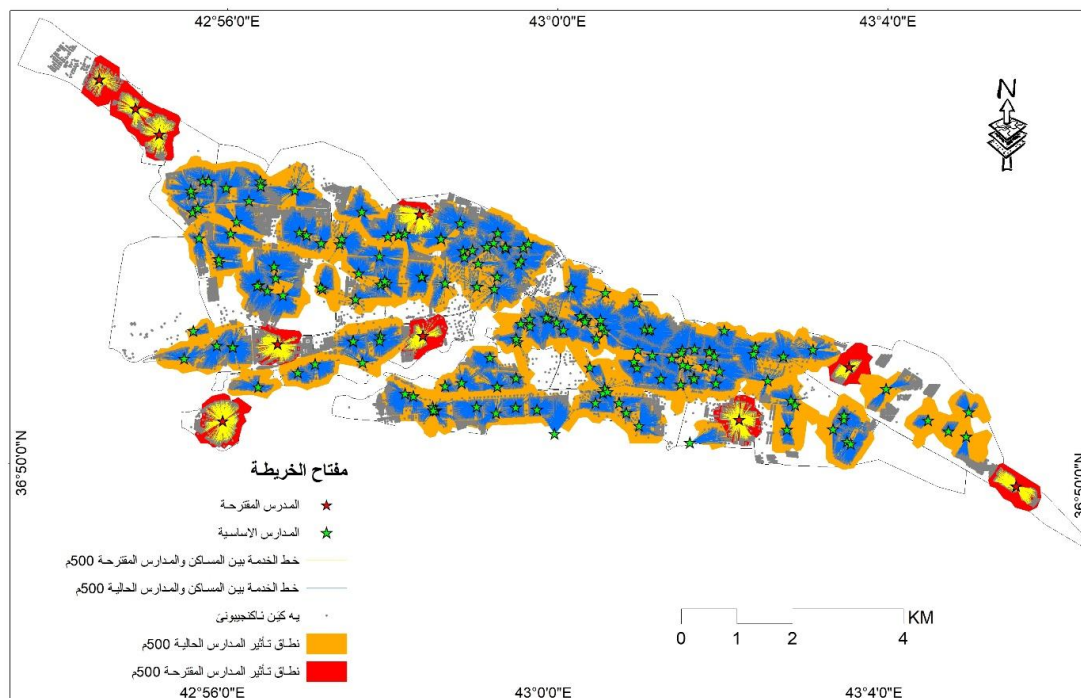 42°56'0"E 43°0'0"E 43°4'0"E
N
36°50'0"N 36°50'0"N
مفتاح الخريطة
المدرس المقترحة
المدارس الاساسية
خط الخدمة بين المساكن والمدارس المقترحة 500م
خط الخدمة بين المساكن والمدارس الحالية 500م
يه كێن ئاكنجيبونێ
نطاق تأثير المدارس الحالية 500م
نطاق تأثير المدارس المقترحة 500م
KM
0 1 2 4
42°56'0"E 43°0'0"E 43°4'0"E